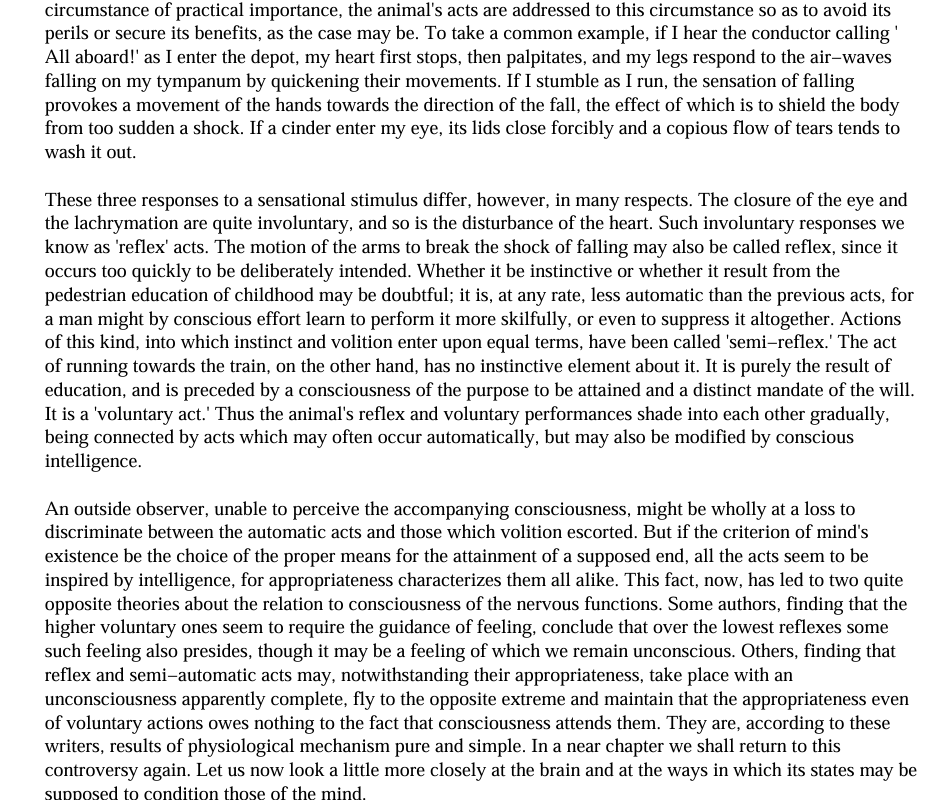 circumstance of practical importance, the animal's acts are addressed to this circumstance so as to avoid its
perils or secure its benefits, as the case may be. To take a common example, if I hear the conductor calling '
All aboard!' as I enter the depot, my heart first stops, then palpitates, and my legs respond to the air−waves
falling on my tympanum by quickening their movements. If I stumble as I run, the sensation of falling
provokes a movement of the hands towards the direction of the fall, the effect of which is to shield the body
from too sudden a shock. If a cinder enter my eye, its lids close forcibly and a copious flow of tears tends to
wash it out.

These three responses to a sensational stimulus differ, however, in many respects. The closure of the eye and
the lachrymation are quite involuntary, and so is the disturbance of the heart. Such involuntary responses we
know as 'reflex' acts. The motion of the arms to break the shock of falling may also be called reflex, since it
occurs too quickly to be deliberately intended. Whether it be instinctive or whether it result from the
pedestrian education of childhood may be doubtful; it is, at any rate, less automatic than the previous acts, for
a man might by conscious effort learn to perform it more skilfully, or even to suppress it altogether. Actions
of this kind, into which instinct and volition enter upon equal terms, have been called 'semi−reflex.' The act
of running towards the train, on the other hand, has no instinctive element about it. It is purely the result of
education, and is preceded by a consciousness of the purpose to be attained and a distinct mandate of the will.
It is a 'voluntary act.' Thus the animal's reflex and voluntary performances shade into each other gradually,
being connected by acts which may often occur automatically, but may also be modified by conscious
intelligence.

An outside observer, unable to perceive the accompanying consciousness, might be wholly at a loss to
discriminate between the automatic acts and those which volition escorted. But if the criterion of mind's
existence be the choice of the proper means for the attainment of a supposed end, all the acts seem to be
inspired by intelligence, for appropriateness characterizes them all alike. This fact, now, has led to two quite
opposite theories about the relation to consciousness of the nervous functions. Some authors, finding that the
higher voluntary ones seem to require the guidance of feeling, conclude that over the lowest reflexes some
such feeling also presides, though it may be a feeling of which we remain unconscious. Others, finding that
reflex and semi−automatic acts may, notwithstanding their appropriateness, take place with an
unconsciousness apparently complete, fly to the opposite extreme and maintain that the appropriateness even
of voluntary actions owes nothing to the fact that consciousness attends them. They are, according to these
writers, results of physiological mechanism pure and simple. In a near chapter we shall return to this
controversy again. Let us now look a little more closely at the brain and at the ways in which its states may be
supposed to condition those of the mind.